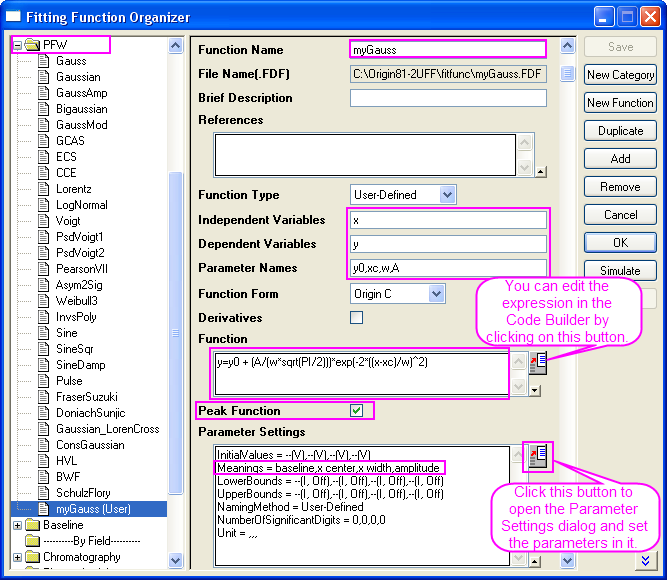 Fitting Function Organizer
PFW
Gauss
Gaussian
GaussAmp
Bigaussian
GaussMod
GCAS
ECS
CCE
Lorentz
LogNormal
Voigt
PsdVoigt1
PsdVoigt2
PearsonVII
Asym2Sig
Weibull3
InvsPoly
Sine
SineSqr
SineDamp
Pulse
FraserSuzuki
DoniachSunjic
Gaussian_LorenCross
ConsGaussian
HVL
BWF
SchulzFlory
myGauss (User)
Baseline
----------By Field----------
Chromatography
Function Name
myGauss
File Name(.FDF)
C:\Origin81-2UFF\fitfunc\myGauss.FDF
Brief Description
References
Function Type
User-Defined
Independent Variables
x
Dependent Variables
y
Parameter Names
y0,xc,w,A
Function Form
Origin C
Derivatives
Function
y=y0 + (A/(w*sqrt(PI/2)))*exp(-2*((x-xc)/w)^2)
Peak Function
Parameter Settings
InitialValues = --(V),--(V),--(V),--(V)
Meanings = baseline,x center,x width,amplitude
LowerBounds = --(I, Off),--(I, Off),--(I, Off),--(I, Off)
UpperBounds = --(I, Off),--(I, Off),--(I, Off),--(I, Off)
NamingMethod = User-Defined
NumberOfSignificantDigits = 0,0,0,0
Unit = ,,,
Save
New Category
New Function
Duplicate
Add
Remove
Cancel
OK
Simulate
You can edit the
expression in the
Code Builder by
clicking on this button.
Click this button to
open the Parameter
Settings dialog and set
the parameters in it.